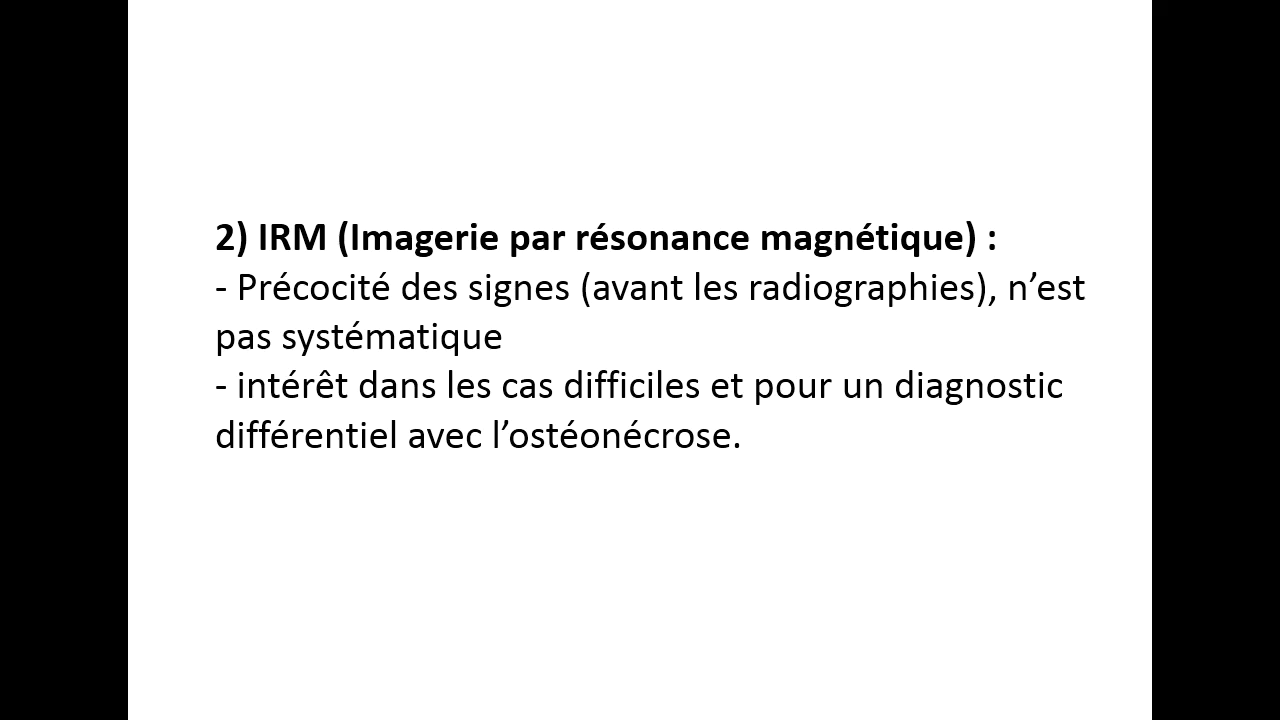 2) IRM (Imagerie par résonance magnétique) :
- Précocité des signes (avant les radiographies), n’est
pas systématique
- intérêt dans les cas difficiles et pour un diagnostic
différentiel avec l’ostéonécrose.